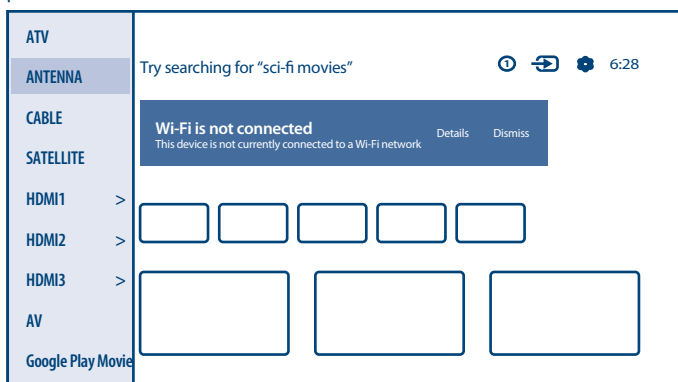 ATV
ANTENNA
CABLE
SATELLITE
HDMI1 >
HDMI2 >
HDMI3 >
AV
Google Play Movie
Try searching for “sci-fi movies”
1
6:28
Wi-Fi is not connected
This device is not currently connected to a Wi-Fi network
Details
Dismiss